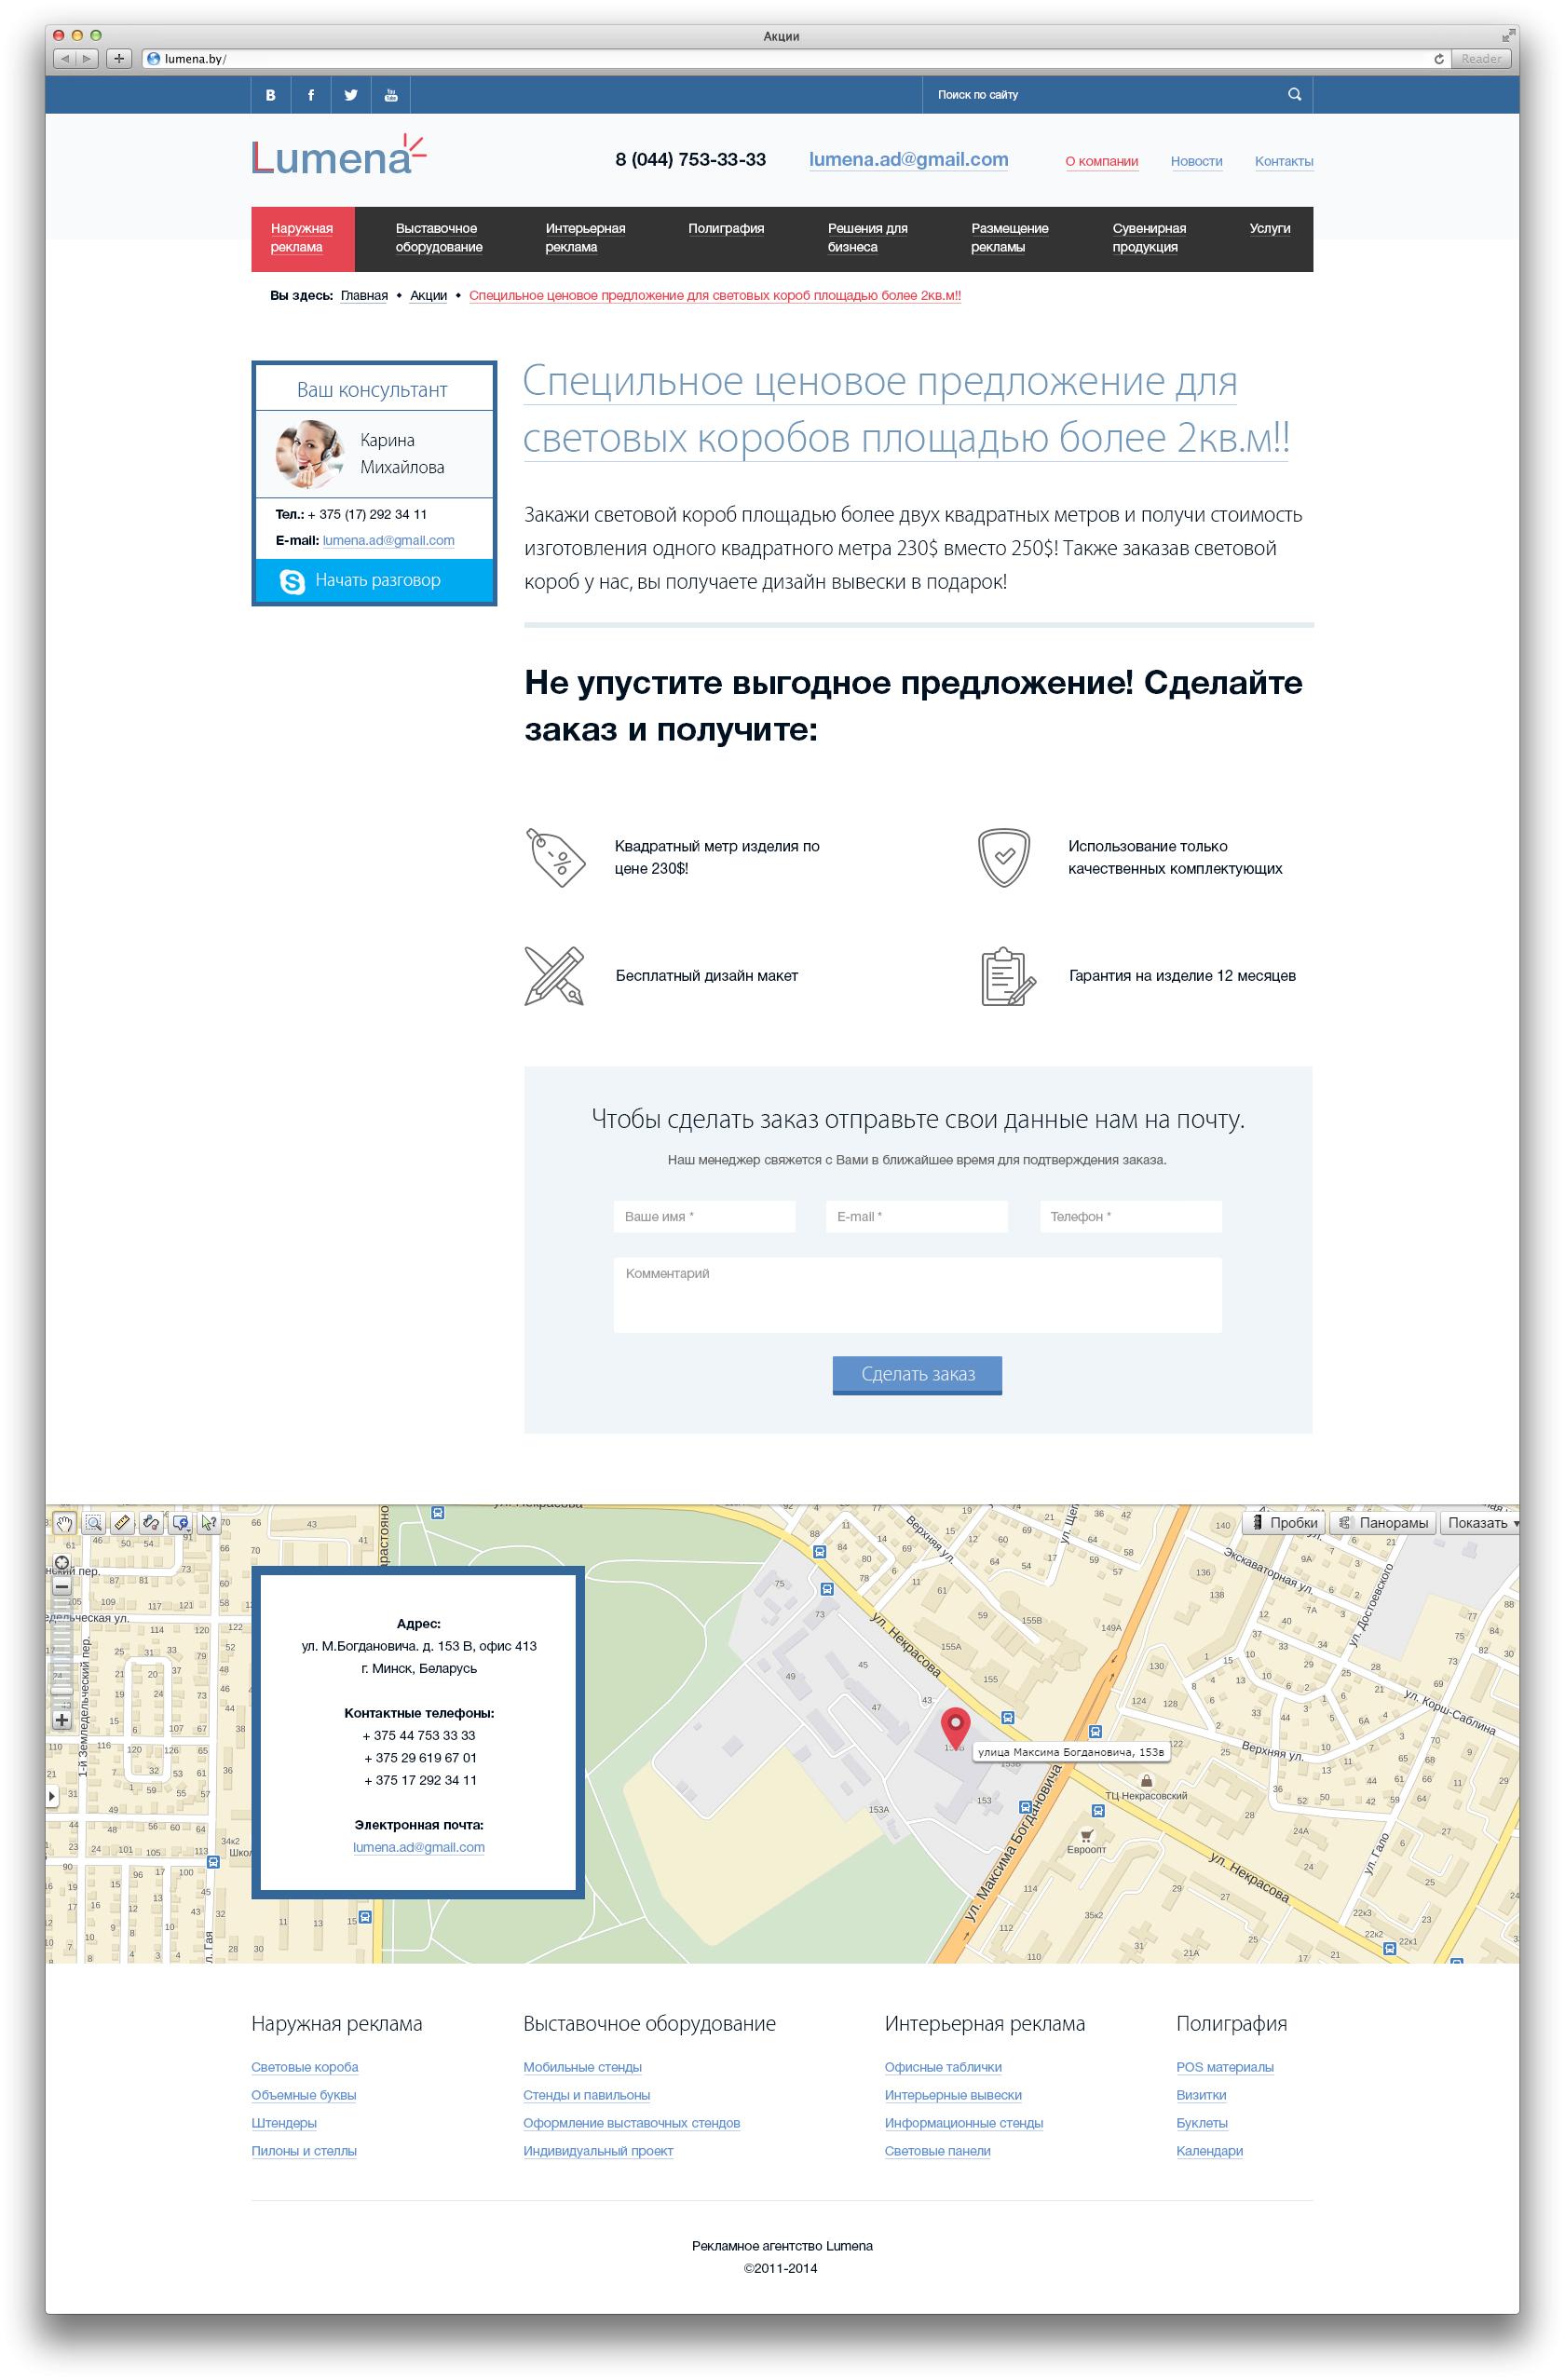 Акции
lumena.by/
Reader
B f You Tube
Поиск по сайту
Lumena
8 (044) 753-33-33
lumena.ad@gmail.com
О компании
Новости
Контакты
Наружная
реклама
Выставочное
оборудование
Интерьерная
реклама
Полиграфия
Решения для
бизнеса
Размещение
рекламы
Сувенирная
продукция
Услуги
Вы здесь: Главная • Акции • Специльное ценовое предложение для световых короб площадью более 2кв.м!!
Ваш консультант
Карина
Михайлова
Тел.: + 375 (17) 292 34 11
E-mail: lumena.ad@gmail.com
Начать разговор
Специльное ценовое предложение для
световых коробов площадью более 2кв.м!!
Закажи световой короб площадью более двух квадратных метров и получи стоимость
изготовления одного квадратного метра 230$ вместо 250$! Также заказав световой
короб у нас, вы получаете дизайн вывески в подарок!
Не упустите выгодное предложение! Сделайте
заказ и получите:
Квадратный метр изделия по
цене 230$!
Использование только
качественных комплектующих
Бесплатный дизайн макет
Гарантия на изделие 12 месяцев
Чтобы сделать заказ отправьте свои данные нам на почту.
Наш менеджер свяжется с Вами в ближайшее время для подтверждения заказа.
Ваше имя *
E-mail *
Телефон *
Комментарий
Сделать заказ
Пробки
Панорамы
Показать
Адрес:
ул. М.Богдановича. д. 153 В, офис 413
г. Минск, Беларусь
Контактные телефоны:
+ 375 44 753 33 33
+ 375 29 619 67 01
+ 375 17 292 34 11
Электронная почта:
lumena.ad@gmail.com
ул. Некрасова
Верхняя ул.
Экскаваторная ул.
ул. Достоевского
ул. Некрасова
ул. Корш-Саблина
Верхняя ул.
улица Максима Богдановича, 153в
ТЦ Некрасовский
Евроопт
ул. Максима Богдановича
ул. Некрасова
ул. Гало
1-й Земледельческий пер.
Наружная реклама
Световые короба
Объемные буквы
Штендеры
Пилоны и стеллы
Выставочное оборудование
Мобильные стенды
Стенды и павильоны
Оформление выставочных стендов
Индивидуальный проект
Интерьерная реклама
Офисные таблички
Интерьерные вывески
Информационные стенды
Световые панели
Полиграфия
POS материалы
Визитки
Буклеты
Календари
Рекламное агентство Lumena
©2011-2014